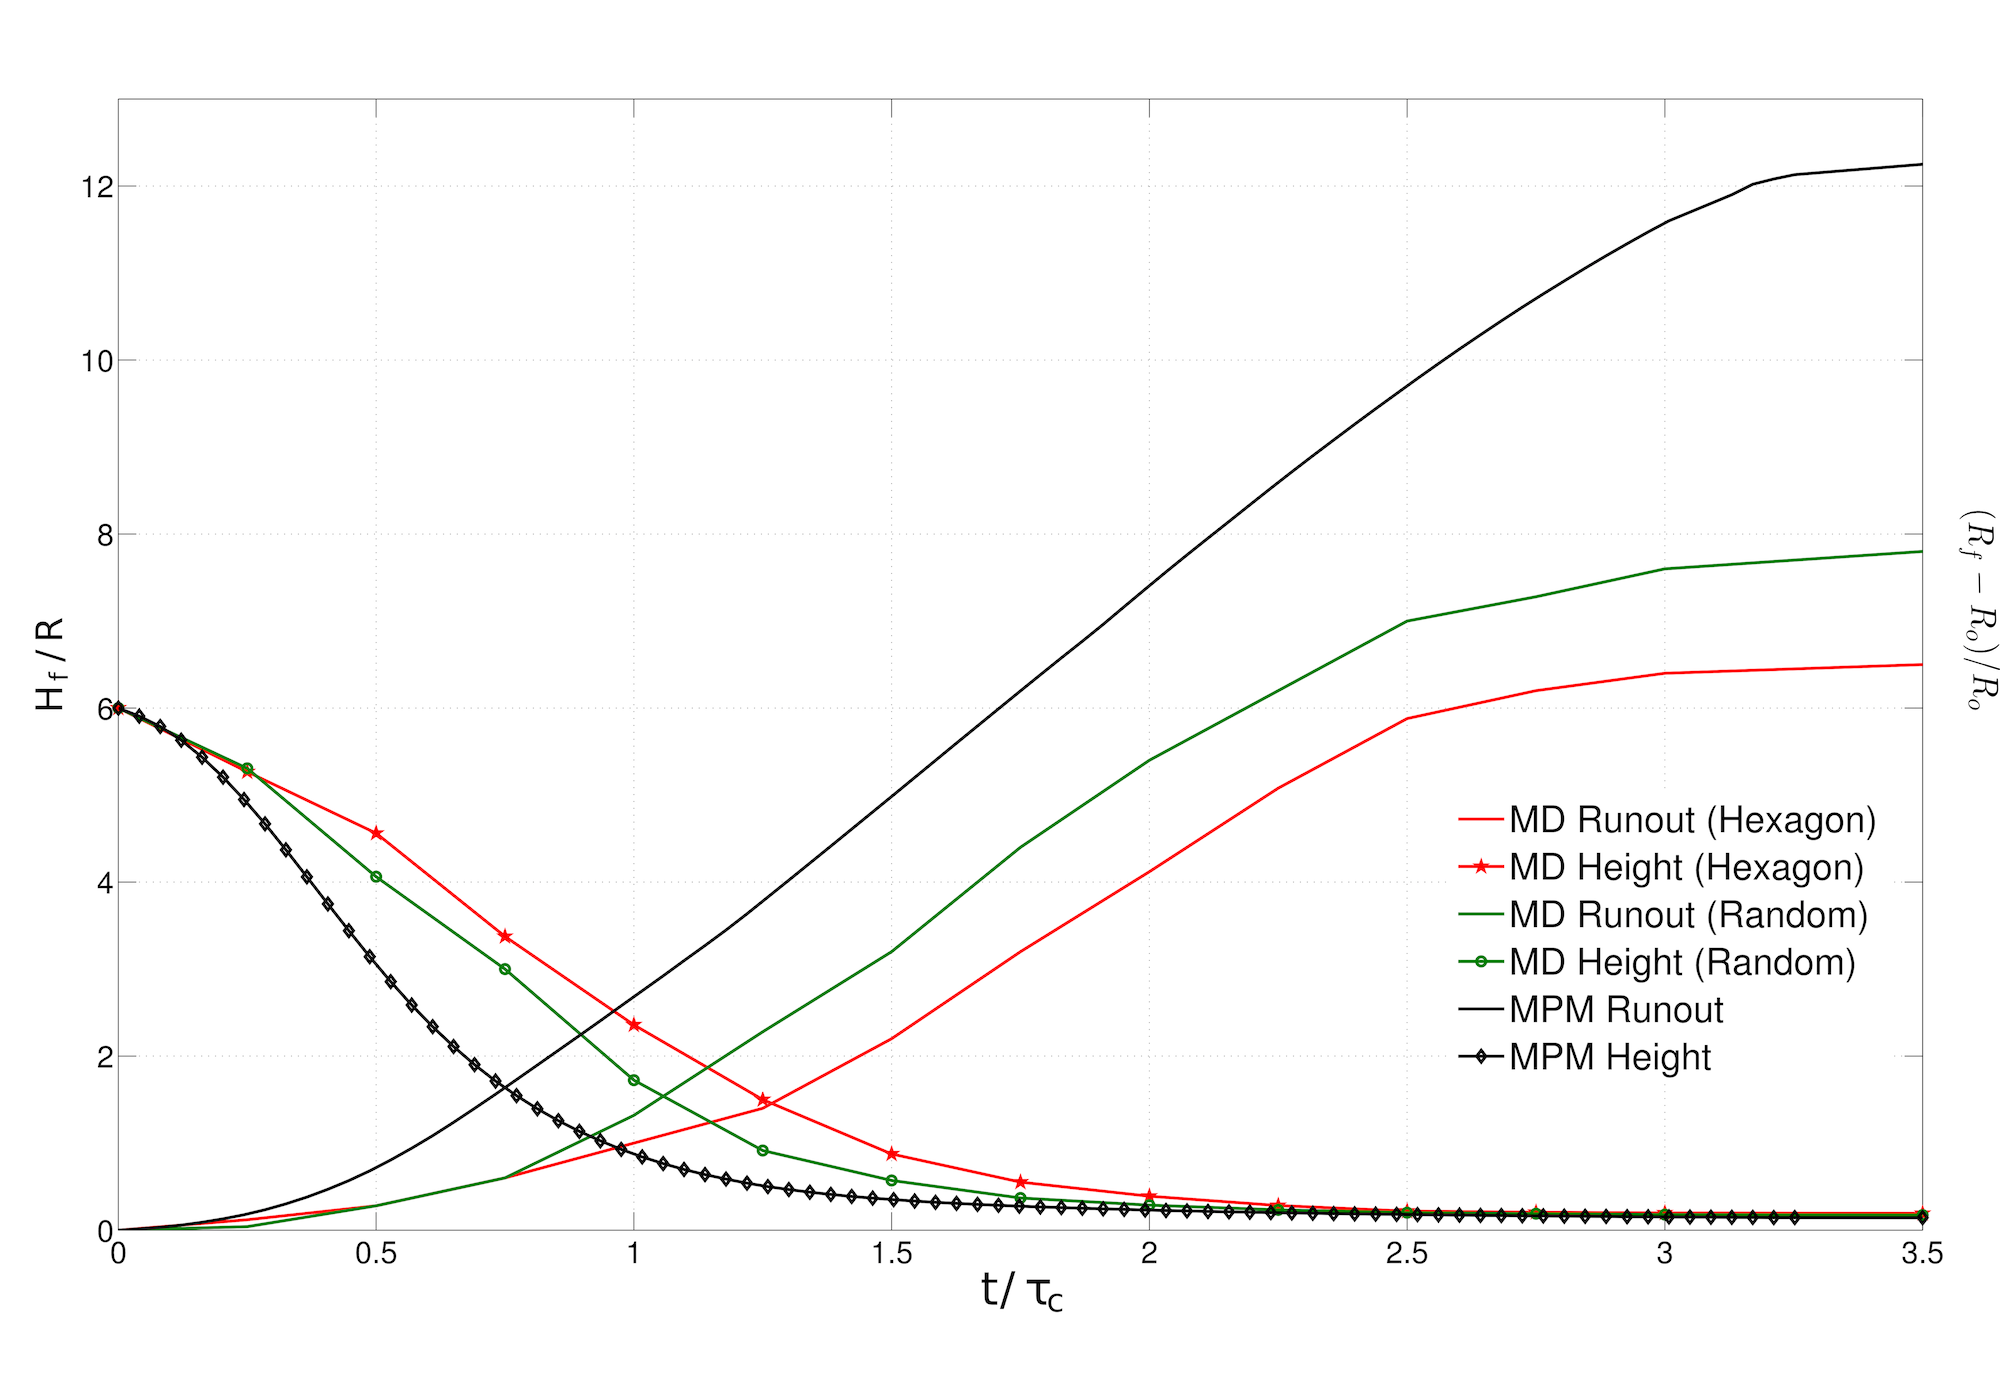 12
10
8
6
4
2
0
H f / R
(R_f − R_o)/R_o
MD Runout (Hexagon)
MD Height (Hexagon)
MD Runout (Random)
MD Height (Random)
MPM Runout
MPM Height
0 0.5 1 1.5 2 2.5 3 3.5
t/ τc